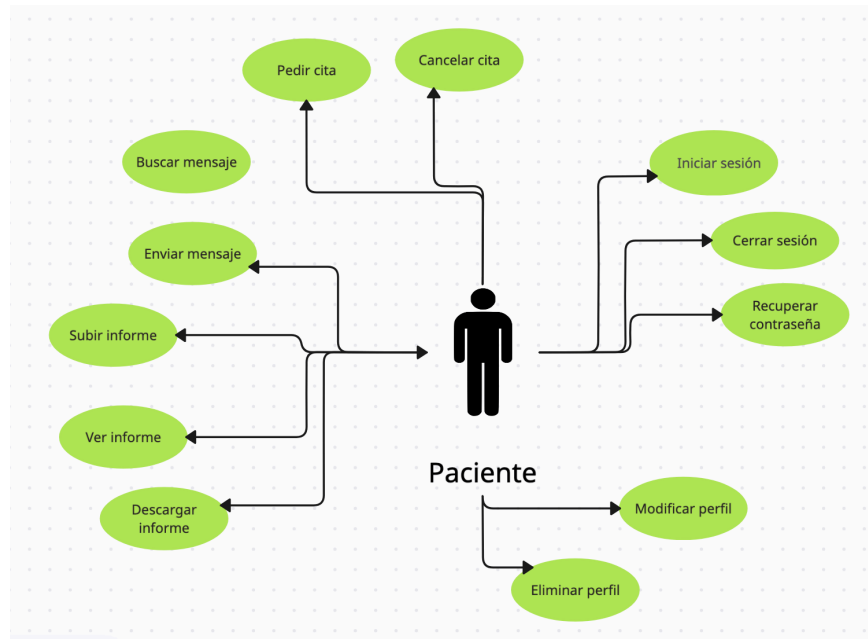 Pedir cita
Cancelar cita
Buscar mensaje
Iniciar sesión
Enviar mensaje
Cerrar sesión
Subir informe
Recuperar
contraseña
Ver informe
Paciente
Descargar
informe
Modificar perfil
Eliminar perfil